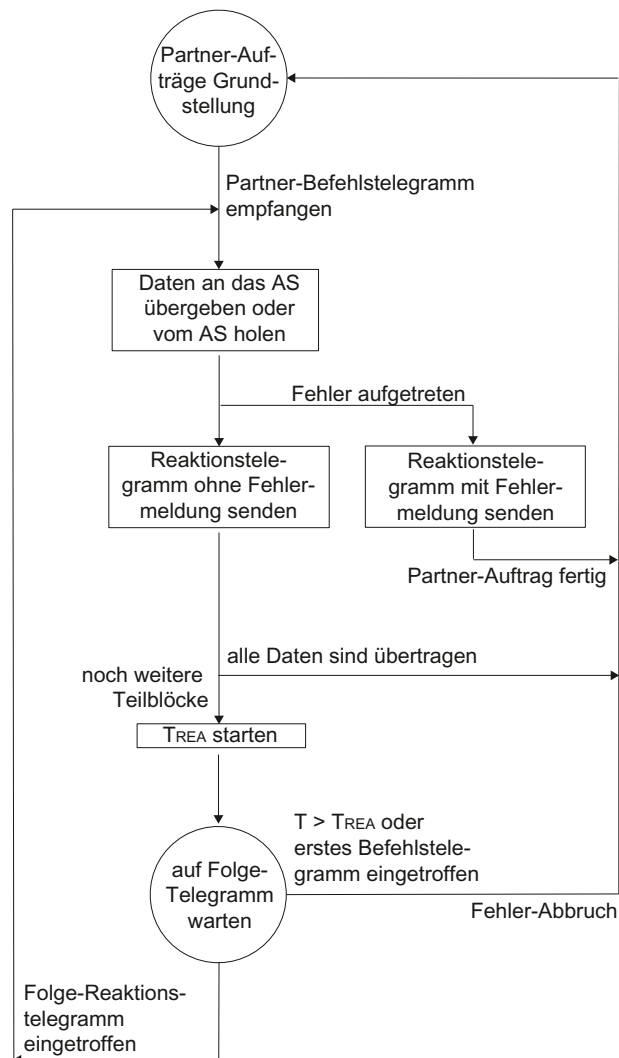 Partner-Auf-
träge Grund-
stellung
Partner-Befehlstelegramm
empfangen
Daten an das AS
übergeben oder
vom AS holen
Fehler aufgetreten
Reaktionstele-
gramm ohne Fehler-
meldung senden
Reaktionstele-
gramm mit Fehler-
meldung senden
Partner-Auftrag fertig
alle Daten sind übertragen
noch weitere
Teilblöcke
TREA starten
T > TREA oder
erstes Befehlstele-
gramm eingetroffen
auf Folge-
Telegramm
warten
Fehler-Abbruch
Folge-Reaktions-
telegramm
eingetroffen